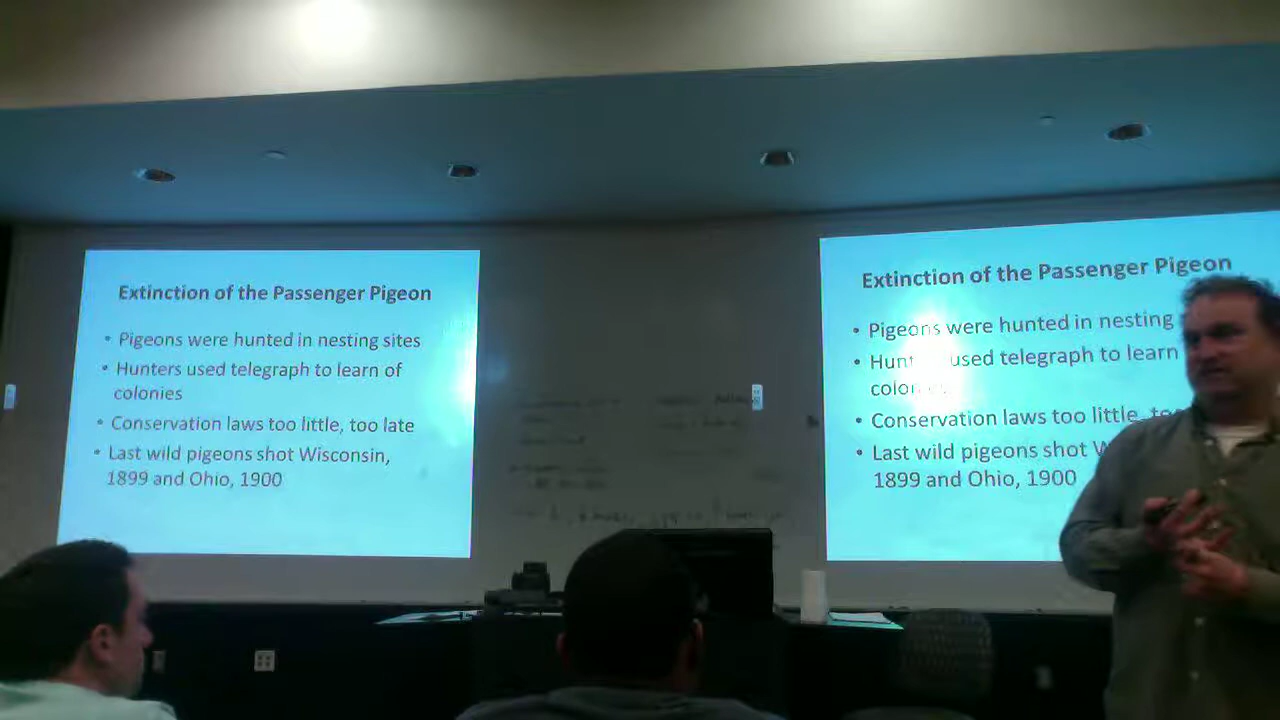 Extinction of the Passenger Pigeon
• Pigeons were hunted in nesting sites
• Hunters used telegraph to learn of
colonies
• Conservation laws too little, too late
• Last wild pigeons shot Wisconsin,
1899 and Ohio, 1900
Extinction of the Passenger Pigeon
• Pigeons were hunted in nesting
• Hunt used telegraph to learn
colon
• Conservation laws too little, too
• Last wild pigeons shot W
1899 and Ohio, 1900